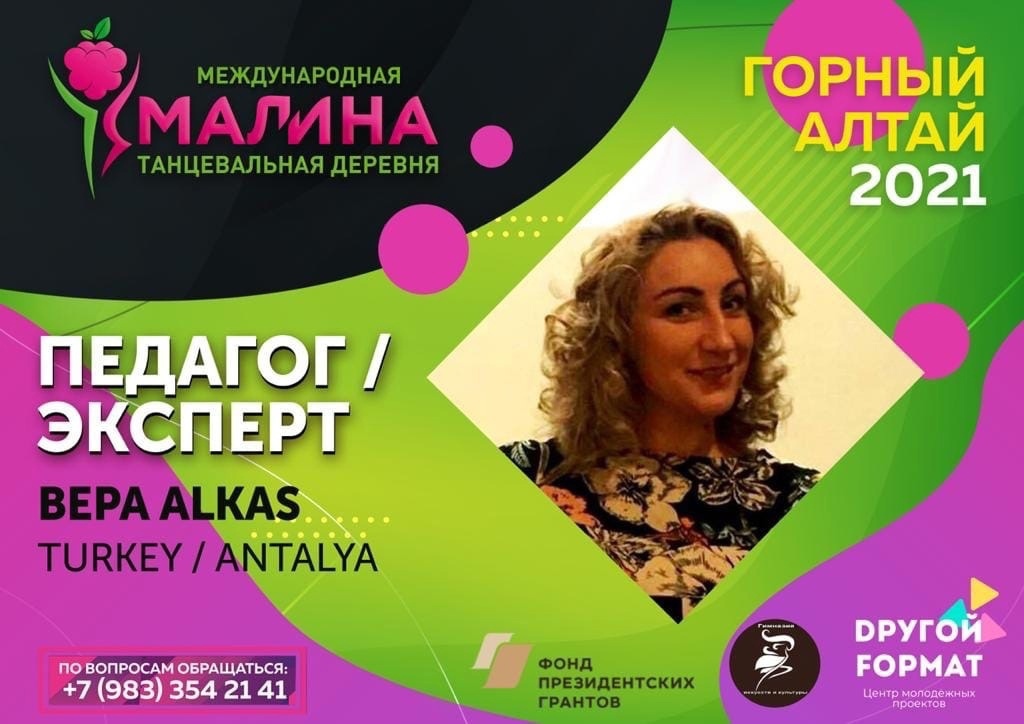 МЕЖДУНАРОДНАЯ
МАЛИНА
ТАНЦЕВАЛЬНАЯ ДЕРЕВНЯ
ГОРНЫЙ
АЛТАЙ
2021
ПЕДАГОГ /
ЭКСПЕРТ
ВЕРА ALKAS
TURKEY / ANTALYA
ПО ВОПРОСАМ ОБРАЩАТЬСЯ:
+7 (983) 354 21 41
ФОНД
ПРЕЗИДЕНТСКИХ
ГРАНТОВ
Гимназия
искусств и культуры
DРУГОЙ
FОРМАТ
Центр молодежных
проектов